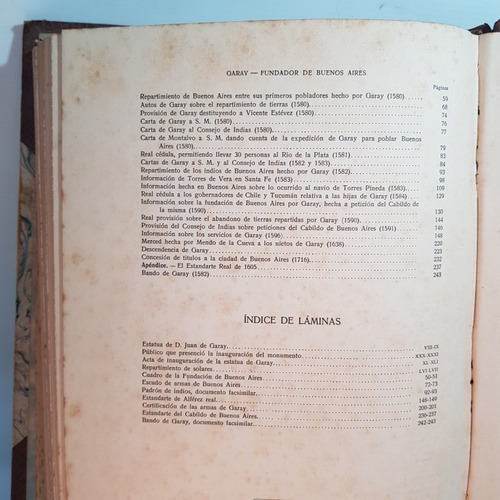 GARAY — FUNDADOR DE BUENOS AIRES
Páginas
Repartimiento de Buenos Aires entre sus primeros pobladores hecho por Garay (1580) 59
Autos de Garay sobre el repartimiento de tierras (1580) 68
Provisión de Garay destituyendo a Vicente Estévez (1580) 74
Carta de Garay a S. M. (1580) 76
Carta de Garay al Consejo de Indias (1580) 77
Carta de Montalvo a S. M. dando cuenta de la expedición de Garay para poblar Buenos
Aires (1580) 79
Real cédula, permitiendo llevar 30 personas al Río de la Plata (1581) 83
Cartas de Garay a S. M. y al Consejo de Indias (1582 y 1583) 84
Repartimiento de los indios de Buenos Aires hecho por Garay (1582) 93
Información de Torres de Vera en Santa Fe (1583) 98
Información hecha en Buenos Aires sobre lo ocurrido al navío de Torres Pineda (1583) 109
Real cédula a los gobernadores de Chile y Tucumán relativa a las hijas de Garay (1584) 129
Información sobre la fundación de Buenos Aires por Garay, hecha a petición del Cabildo de
la misma (1590) 130
Real provisión sobre el abandono de tierras repartidas por Garay (1590) 144
Provisión del Consejo de Indias sobre peticiones del Cabildo de Buenos Aires (1591) 146
Información sobre los servicios de Garay (1596) 148
Merced hecha por Mendo de la Cueva a los nietos de Garay (1638) 220
Descendencia de Garay 223
Concesión de títulos a la ciudad de Buenos Aires (1716) 232
Apéndice. — El Estandarte Real de 1605 237
Bando de Garay (1582) 243
ÍNDICE DE LÁMINAS
Estatua de D. Juan de Garay VIII-IX
Público que presenció la inauguración del monumento XXX-XXXI
Acta de inauguración de la estatua de Garay XL-XLI
Repartimiento de solares LVI-LVII
Cuadro de la Fundación de Buenos Aires 50-51
Escudo de armas de Buenos Aires 72-73
Padrón de indios, documento facsimilar 92-93
Estandarte de Alférez real 148-149
Certificación de las armas de Garay 200-201
Estandarte del Cabildo de Buenos Aires 236-237
Bando de Garay, documento facsimilar 242-243